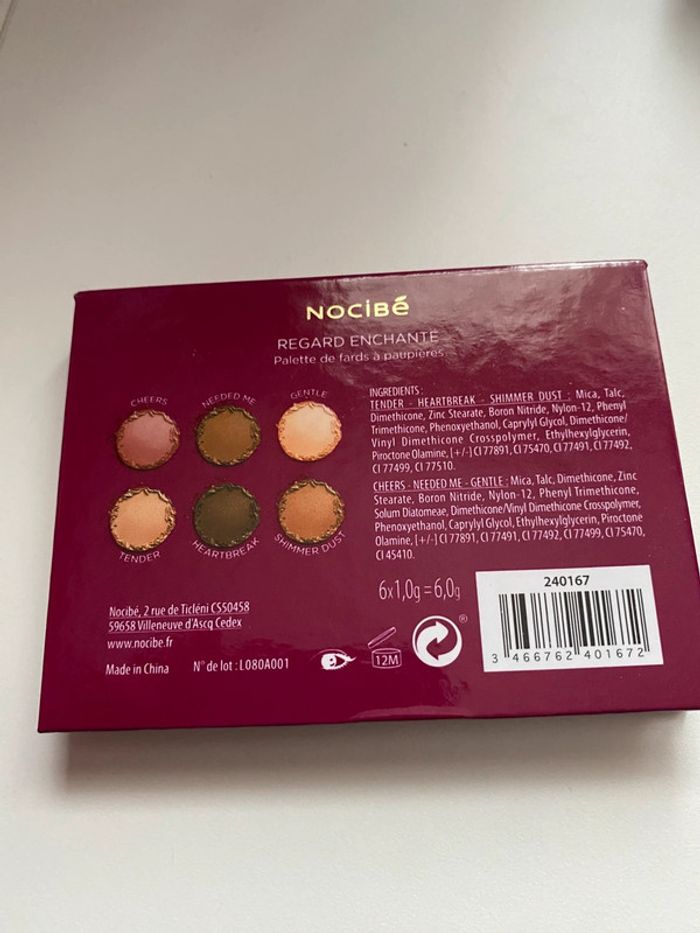 NOCiBé
REGARD ENCHANTÉ
Palette de fards à paupières
CHEERS
NEEDED ME
GENTLE
TENDER
HEARTBREAK
SHIMMER DUST
INGREDIENTS :
TENDER - HEARTBREAK - SHIMMER DUST : Mica, Talc,
Dimethicone, Zinc Stearate, Boron Nitride, Nylon-12, Phenyl
Trimethicone, Phenoxyethanol, Caprylyl Glycol, Dimethicone/
Vinyl Dimethicone Crosspolymer, Ethylhexylglycerin,
Piroctone Olamine, [+/-] CI 77891, CI 75470, CI 77491, CI 77492,
CI 77499, CI 77510.
CHEERS - NEEDED ME - GENTLE : Mica, Talc, Dimethicone, Zinc
Stearate, Boron Nitride, Nylon-12, Phenyl Trimethicone,
Solum Diatomeae, Dimethicone/Vinyl Dimethicone Crosspolymer,
Phenoxyethanol, Caprylyl Glycol, Ethylhexylglycerin, Piroctone
Olamine, [+/-] CI 77891, CI 77491, CI 77492, CI 77499, CI 75470,
CI 45410.
6x1,0g = 6,0g
Nocibé, 2 rue de Ticléni CS50458
59658 Villeneuve d'Ascq Cedex
www.nocibe.fr
Made in China N° de lot : L080A001
12M
®
240167
3 466762 401672